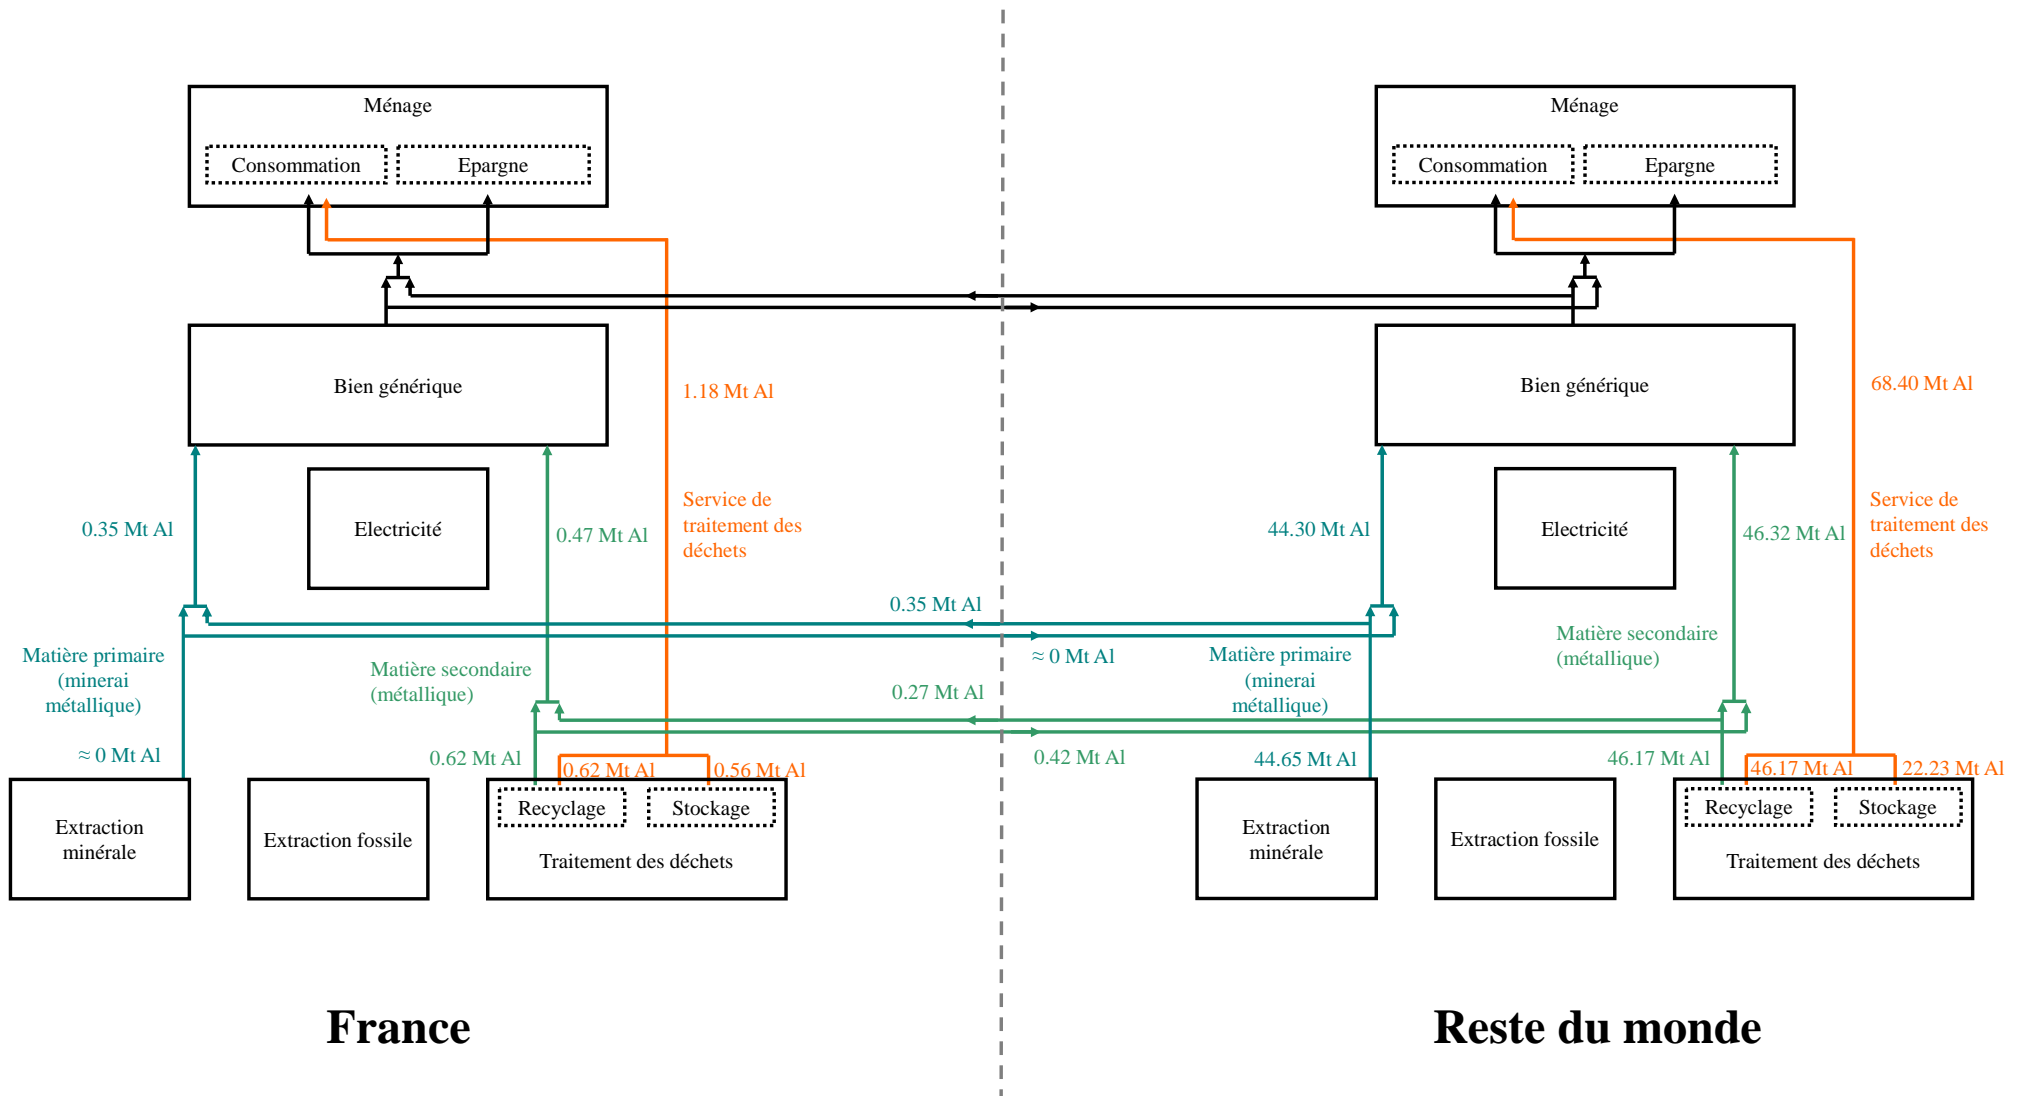 Ménage
Consommation
Epargne
Bien générique
1.18 Mt Al
Electricité
0.35 Mt Al
0.47 Mt Al
Service de
traitement des
déchets
Matière primaire
(minerai
métallique)
Matière secondaire
(métallique)
≈ 0 Mt Al
0.62 Mt Al
0.62 Mt Al
0.56 Mt Al
Extraction
minérale
Extraction fossile
Recyclage
Stockage
Traitement des déchets
France
0.35 Mt Al
≈ 0 Mt Al
0.27 Mt Al
0.42 Mt Al
Ménage
Consommation
Epargne
Bien générique
68.40 Mt Al
Electricité
44.30 Mt Al
46.32 Mt Al
Service de
traitement des
déchets
Matière primaire
(minerai
métallique)
Matière secondaire
(métallique)
44.65 Mt Al
46.17 Mt Al
46.17 Mt Al
22.23 Mt Al
Extraction
minérale
Extraction fossile
Recyclage
Stockage
Traitement des déchets
Reste du monde